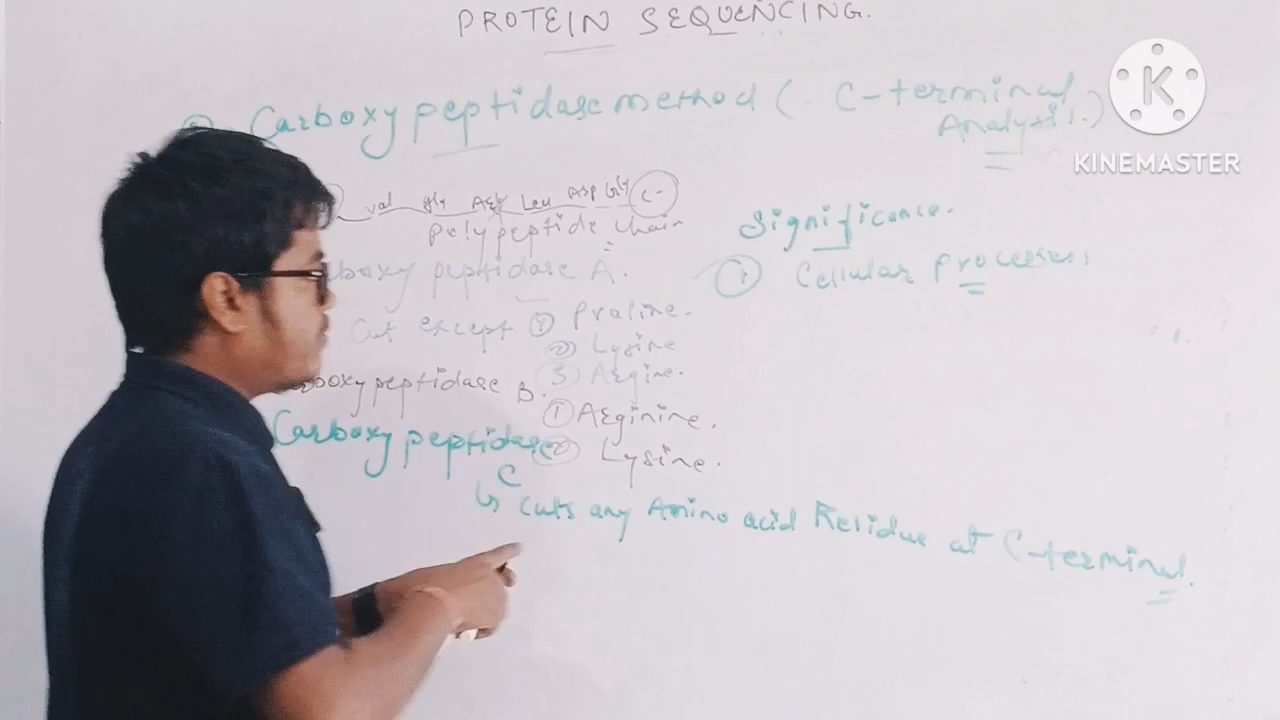 PROTEIN SEQUENCING.
Carboxy peptidase method (. C-terminal
Analysis.)
KINEMASTER
val gly Arg Leu Asp Gly C-
Polypeptide chain
boxy peptidase A.
Cut except ① Proline.
② Lysine
③ Argine.
boxy peptidase B.
① Arginine.
② Lysine.
Carboxy peptidase
C
↳ cuts any Amino acid Residue at C-terminal.
Significance.
① Cellular Processes,